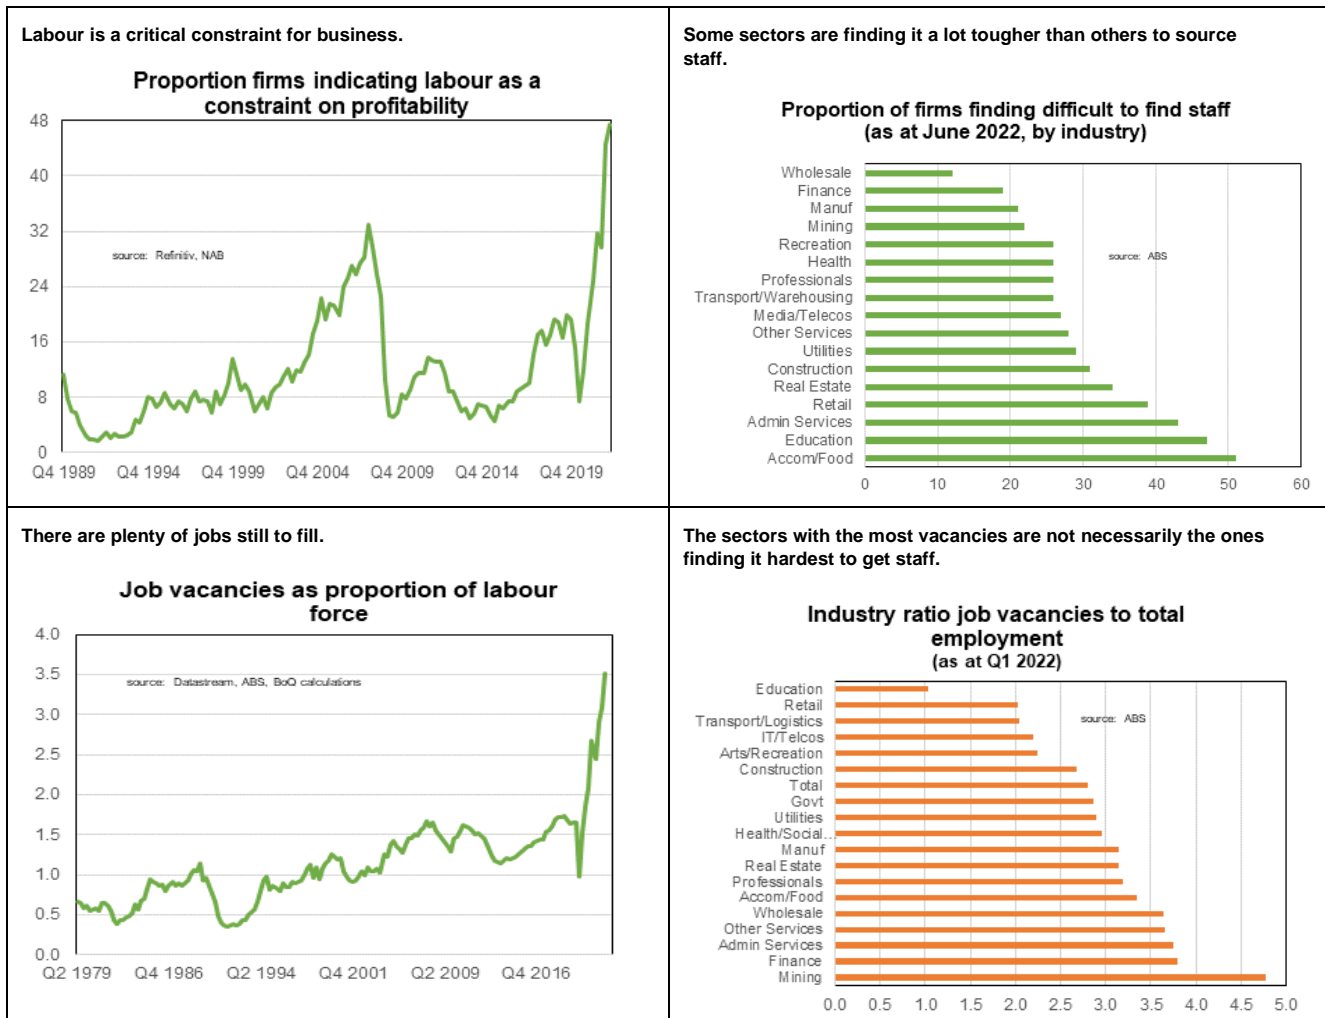 Labour is a critical constraint for business.
Proportion firms indicating labour as a
constraint on profitability
48
40
32
24
16
8
0
source: Refinitiv, NAB
Q4 1989 Q4 1994 Q4 1999 Q4 2004 Q4 2009 Q4 2014 Q4 2019
Some sectors are finding it a lot tougher than others to source
staff.
Proportion of firms finding difficult to find staff
(as at June 2022, by industry)
Wholesale
Finance
Manuf
Mining
Recreation
Health
Professionals
Transport/Warehousing
Media/Telecos
Other Services
Utilities
Construction
Real Estate
Retail
Admin Services
Education
Accom/Food
source: ABS
0 10 20 30 40 50 60
There are plenty of jobs still to fill.
Job vacancies as proportion of labour
force
4.0
3.5
3.0
2.5
2.0
1.5
1.0
0.5
0.0
source: Datastream, ABS, BoQ calculations
Q2 1979 Q4 1986 Q2 1994 Q4 2001 Q2 2009 Q4 2016
The sectors with the most vacancies are not necessarily the ones
finding it hardest to get staff.
Industry ratio job vacancies to total
employment
(as at Q1 2022)
Education
Retail
Transport/Logistics
IT/Telcos
Arts/Recreation
Construction
Total
Govt
Utilities
Health/Social...
Manuf
Real Estate
Professionals
Accom/Food
Wholesale
Other Services
Admin Services
Finance
Mining
source: ABS
0.0 0.5 1.0 1.5 2.0 2.5 3.0 3.5 4.0 4.5 5.0